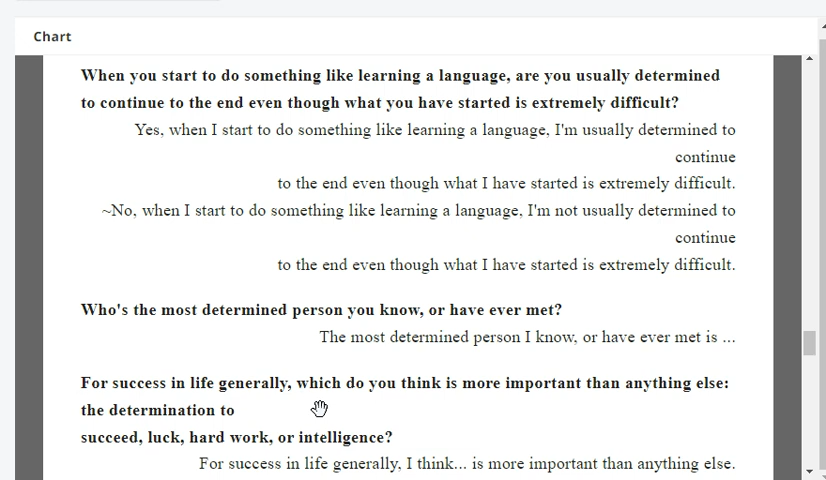 Chart
When you start to do something like learning a language, are you usually determined
to continue to the end even though what you have started is extremely difficult?
Yes, when I start to do something like learning a language, I'm usually determined to
continue
to the end even though what I have started is extremely difficult.
~No, when I start to do something like learning a language, I'm not usually determined to
continue
to the end even though what I have started is extremely difficult.
Who's the most determined person you know, or have ever met?
The most determined person I know, or have ever met is ...
For success in life generally, which do you think is more important than anything else:
the determination to
succeed, luck, hard work, or intelligence?
For success in life generally, I think... is more important than anything else.